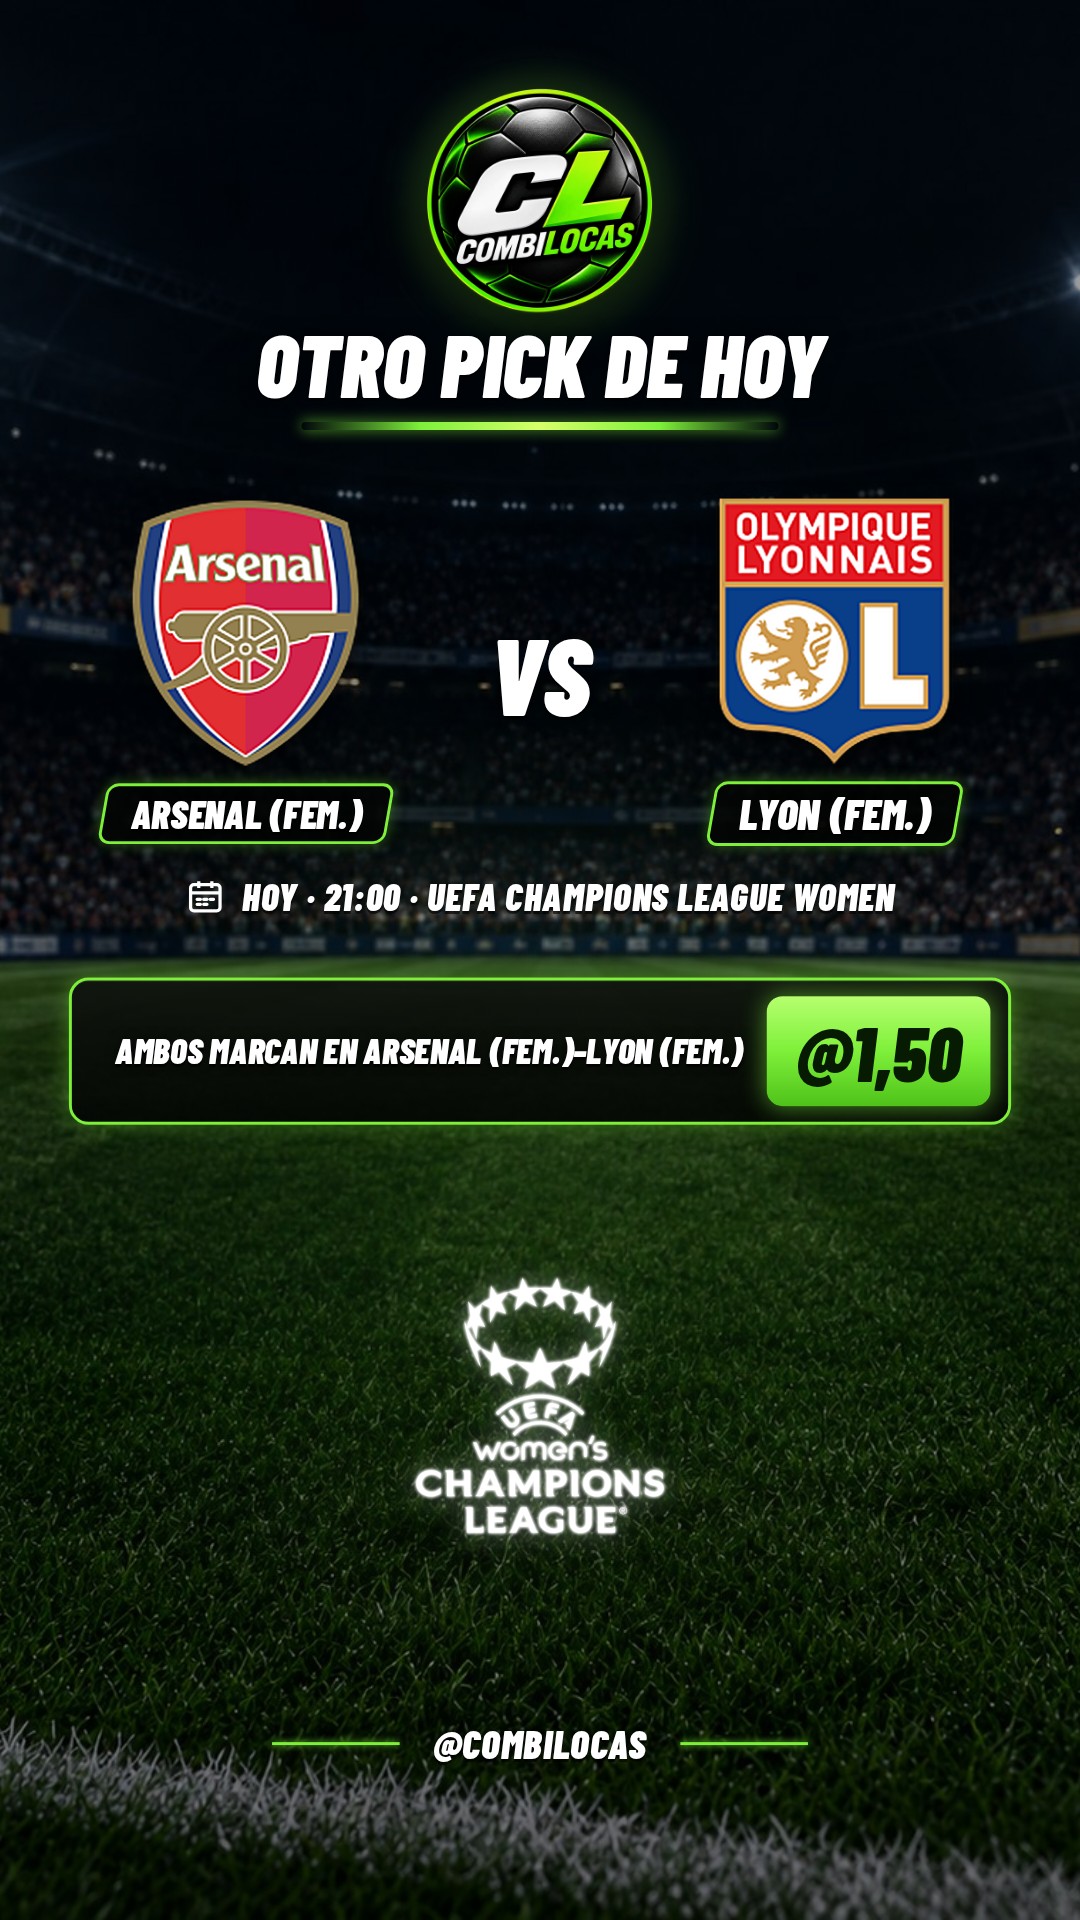 CL
COMBILOCAS
OTRO PICK DE HOY
Arsenal
OLYMPIQUE
LYONNAIS
OL
VS
ARSENAL (FEM.)
LYON (FEM.)
HOY · 21:00 · UEFA CHAMPIONS LEAGUE WOMEN
AMBOS MARCAN EN ARSENAL (FEM.)-LYON (FEM.)
@1,50
UEFA
women's
CHAMPIONS
LEAGUE®
@COMBILOCAS